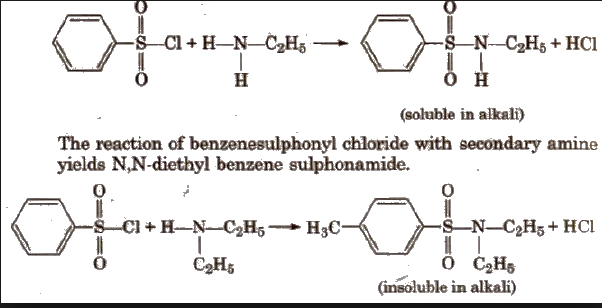 O O
S—Cl + H—N—C₂H₅ ⟶ S—N—C₂H₅ + HCl
O H O H
(soluble in alkali)
The reaction of benzenesulphonyl chloride with secondary amine
yields N,N-diethyl benzene sulphonamide.
O O
S—Cl + H—N—C₂H₅ ⟶ H₃C— S—N—C₂H₅ + HCl
O C₂H₅ O C₂H₅
(insoluble in alkali)